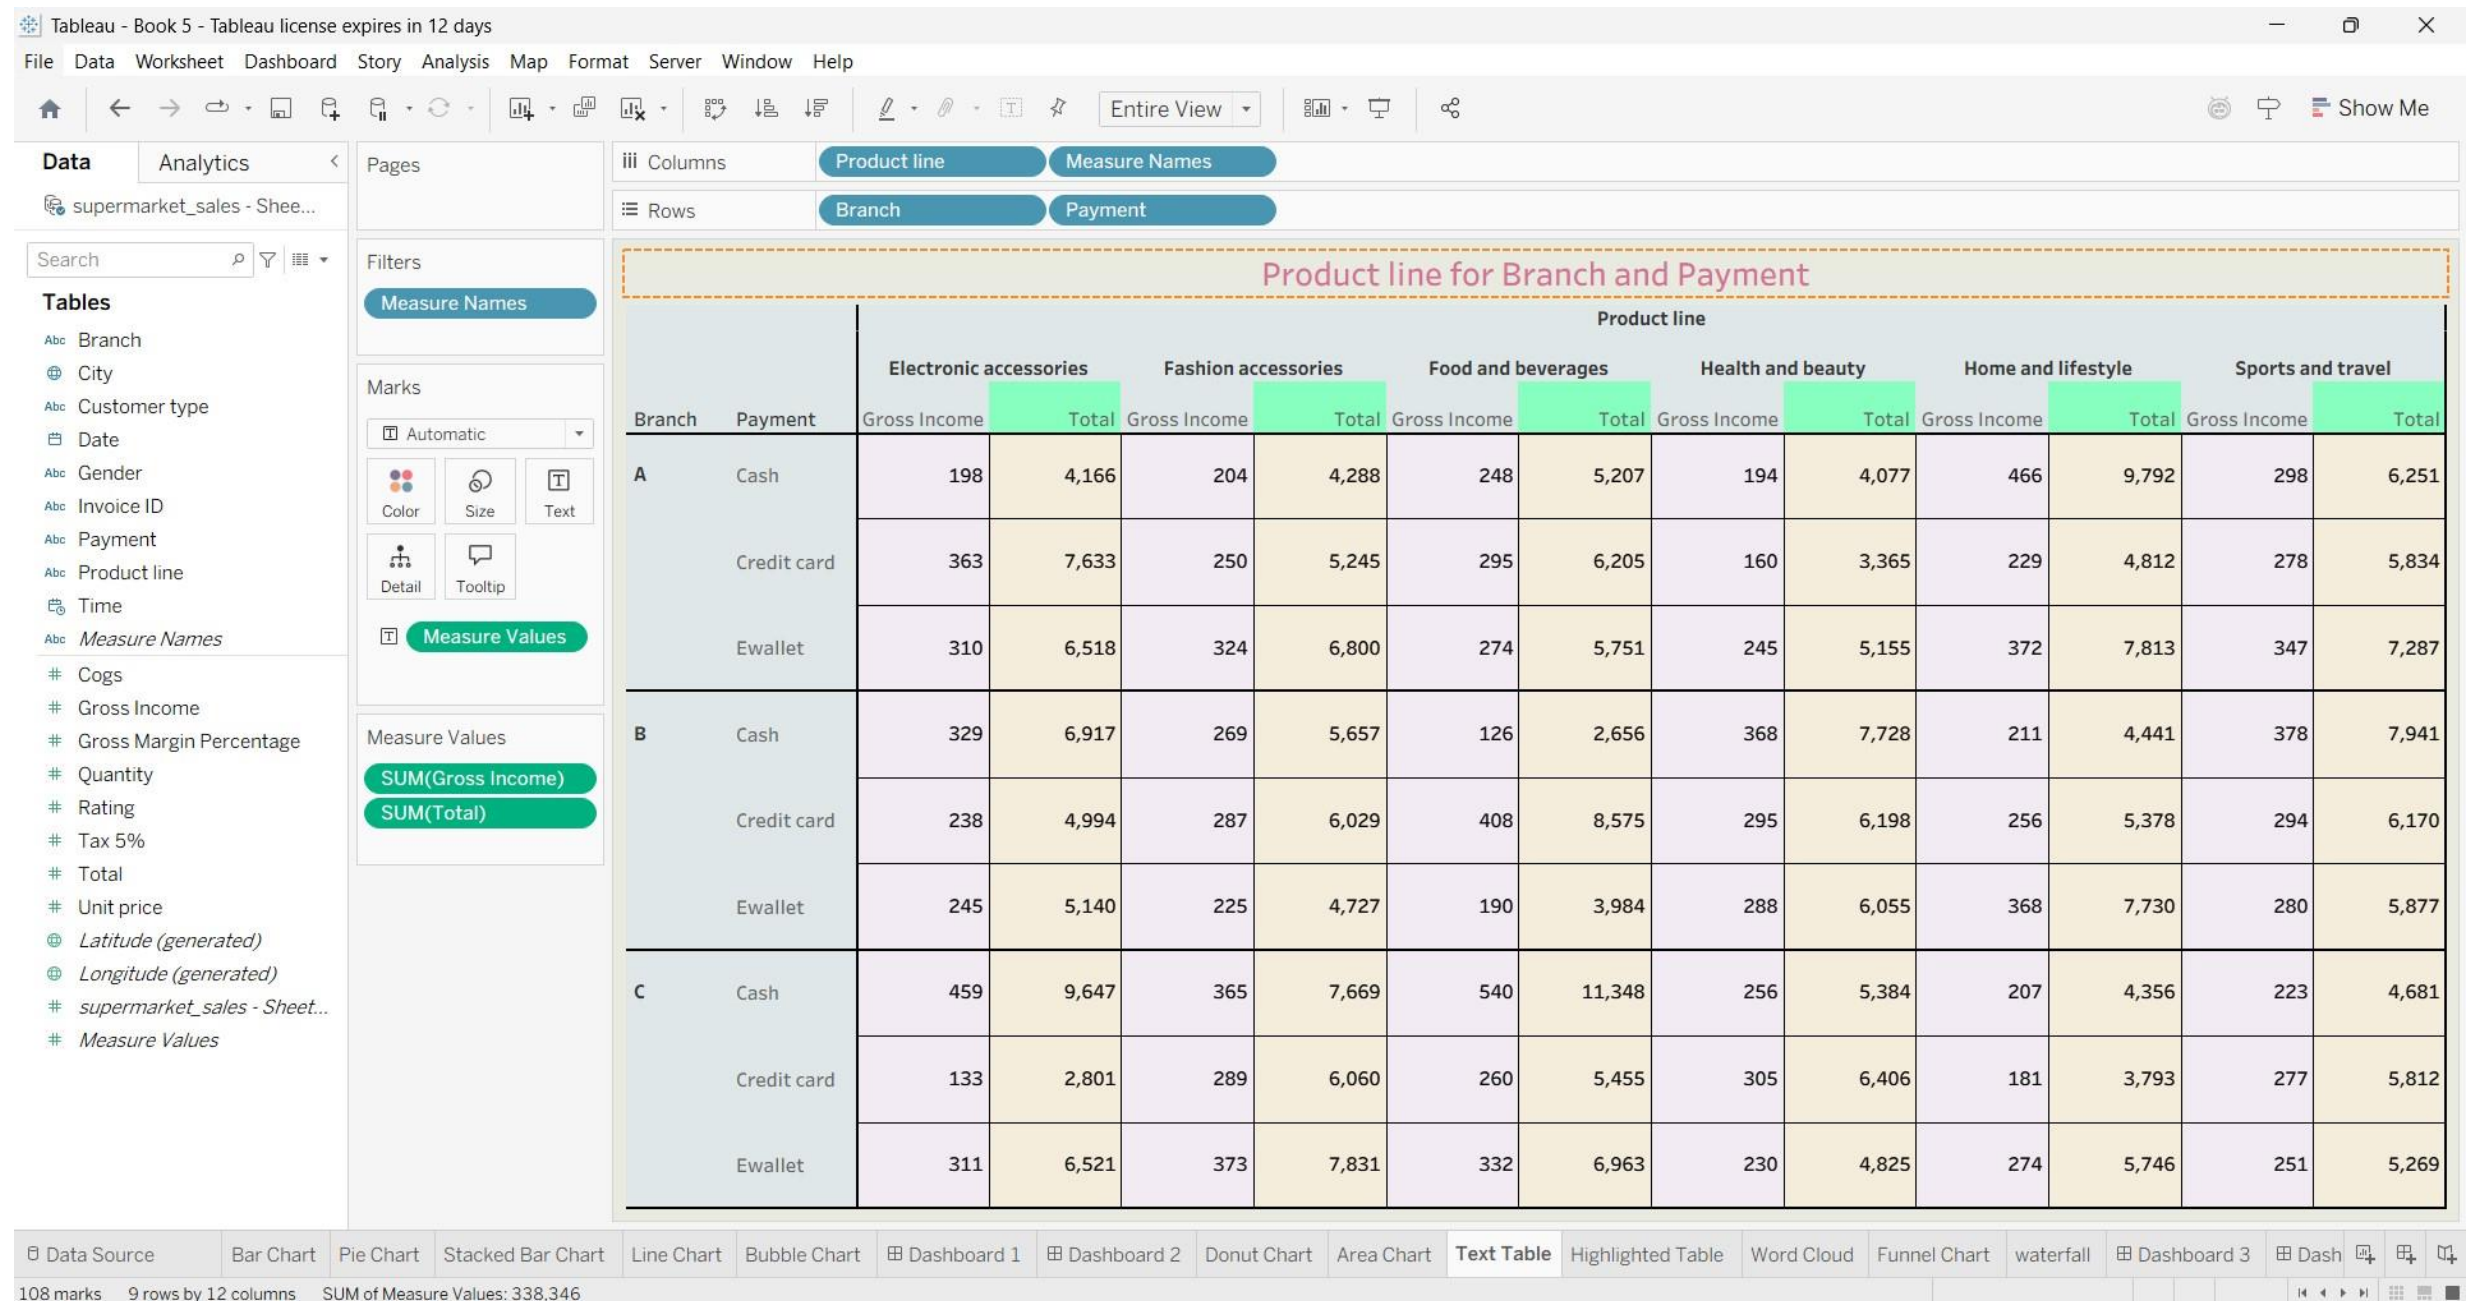 Tableau - Book 5 - Tableau license expires in 12 days
File Data Worksheet Dashboard Story Analysis Map Format Server Window Help
Entire View
Show Me
Data Analytics
supermarket_sales - Shee...
Search
Tables
Abc Branch
City
Abc Customer type
Date
Abc Gender
Abc Invoice ID
Abc Payment
Abc Product line
Time
Abc Measure Names
# Cogs
# Gross Income
# Gross Margin Percentage
# Quantity
# Rating
# Tax 5%
# Total
# Unit price
Latitude (generated)
Longitude (generated)
# supermarket_sales - Sheet...
# Measure Values
Pages
Filters
Measure Names
Marks
T Automatic
Color Size T Text
Detail Tooltip
T Measure Values
Measure Values
SUM(Gross Income)
SUM(Total)
iii Columns Product line Measure Names
Rows Branch Payment
Product line for Branch and Payment
Product line
Electronic accessories Fashion accessories Food and beverages Health and beauty Home and lifestyle Sports and travel
Branch Payment Gross Income Total Gross Income Total Gross Income Total Gross Income Total Gross Income Total Gross Income Total
A Cash 198 4,166 204 4,288 248 5,207 194 4,077 466 9,792 298 6,251
Credit card 363 7,633 250 5,245 295 6,205 160 3,365 229 4,812 278 5,834
Ewallet 310 6,518 324 6,800 274 5,751 245 5,155 372 7,813 347 7,287
B Cash 329 6,917 269 5,657 126 2,656 368 7,728 211 4,441 378 7,941
Credit card 238 4,994 287 6,029 408 8,575 295 6,198 256 5,378 294 6,170
Ewallet 245 5,140 225 4,727 190 3,984 288 6,055 368 7,730 280 5,877
C Cash 459 9,647 365 7,669 540 11,348 256 5,384 207 4,356 223 4,681
Credit card 133 2,801 289 6,060 260 5,455 305 6,406 181 3,793 277 5,812
Ewallet 311 6,521 373 7,831 332 6,963 230 4,825 274 5,746 251 5,269
Data Source Bar Chart Pie Chart Stacked Bar Chart Line Chart Bubble Chart Dashboard 1 Dashboard 2 Donut Chart Area Chart Text Table Highlighted Table Word Cloud Funnel Chart waterfall Dashboard 3 Dash
108 marks 9 rows by 12 columns SUM of Measure Values: 338,346